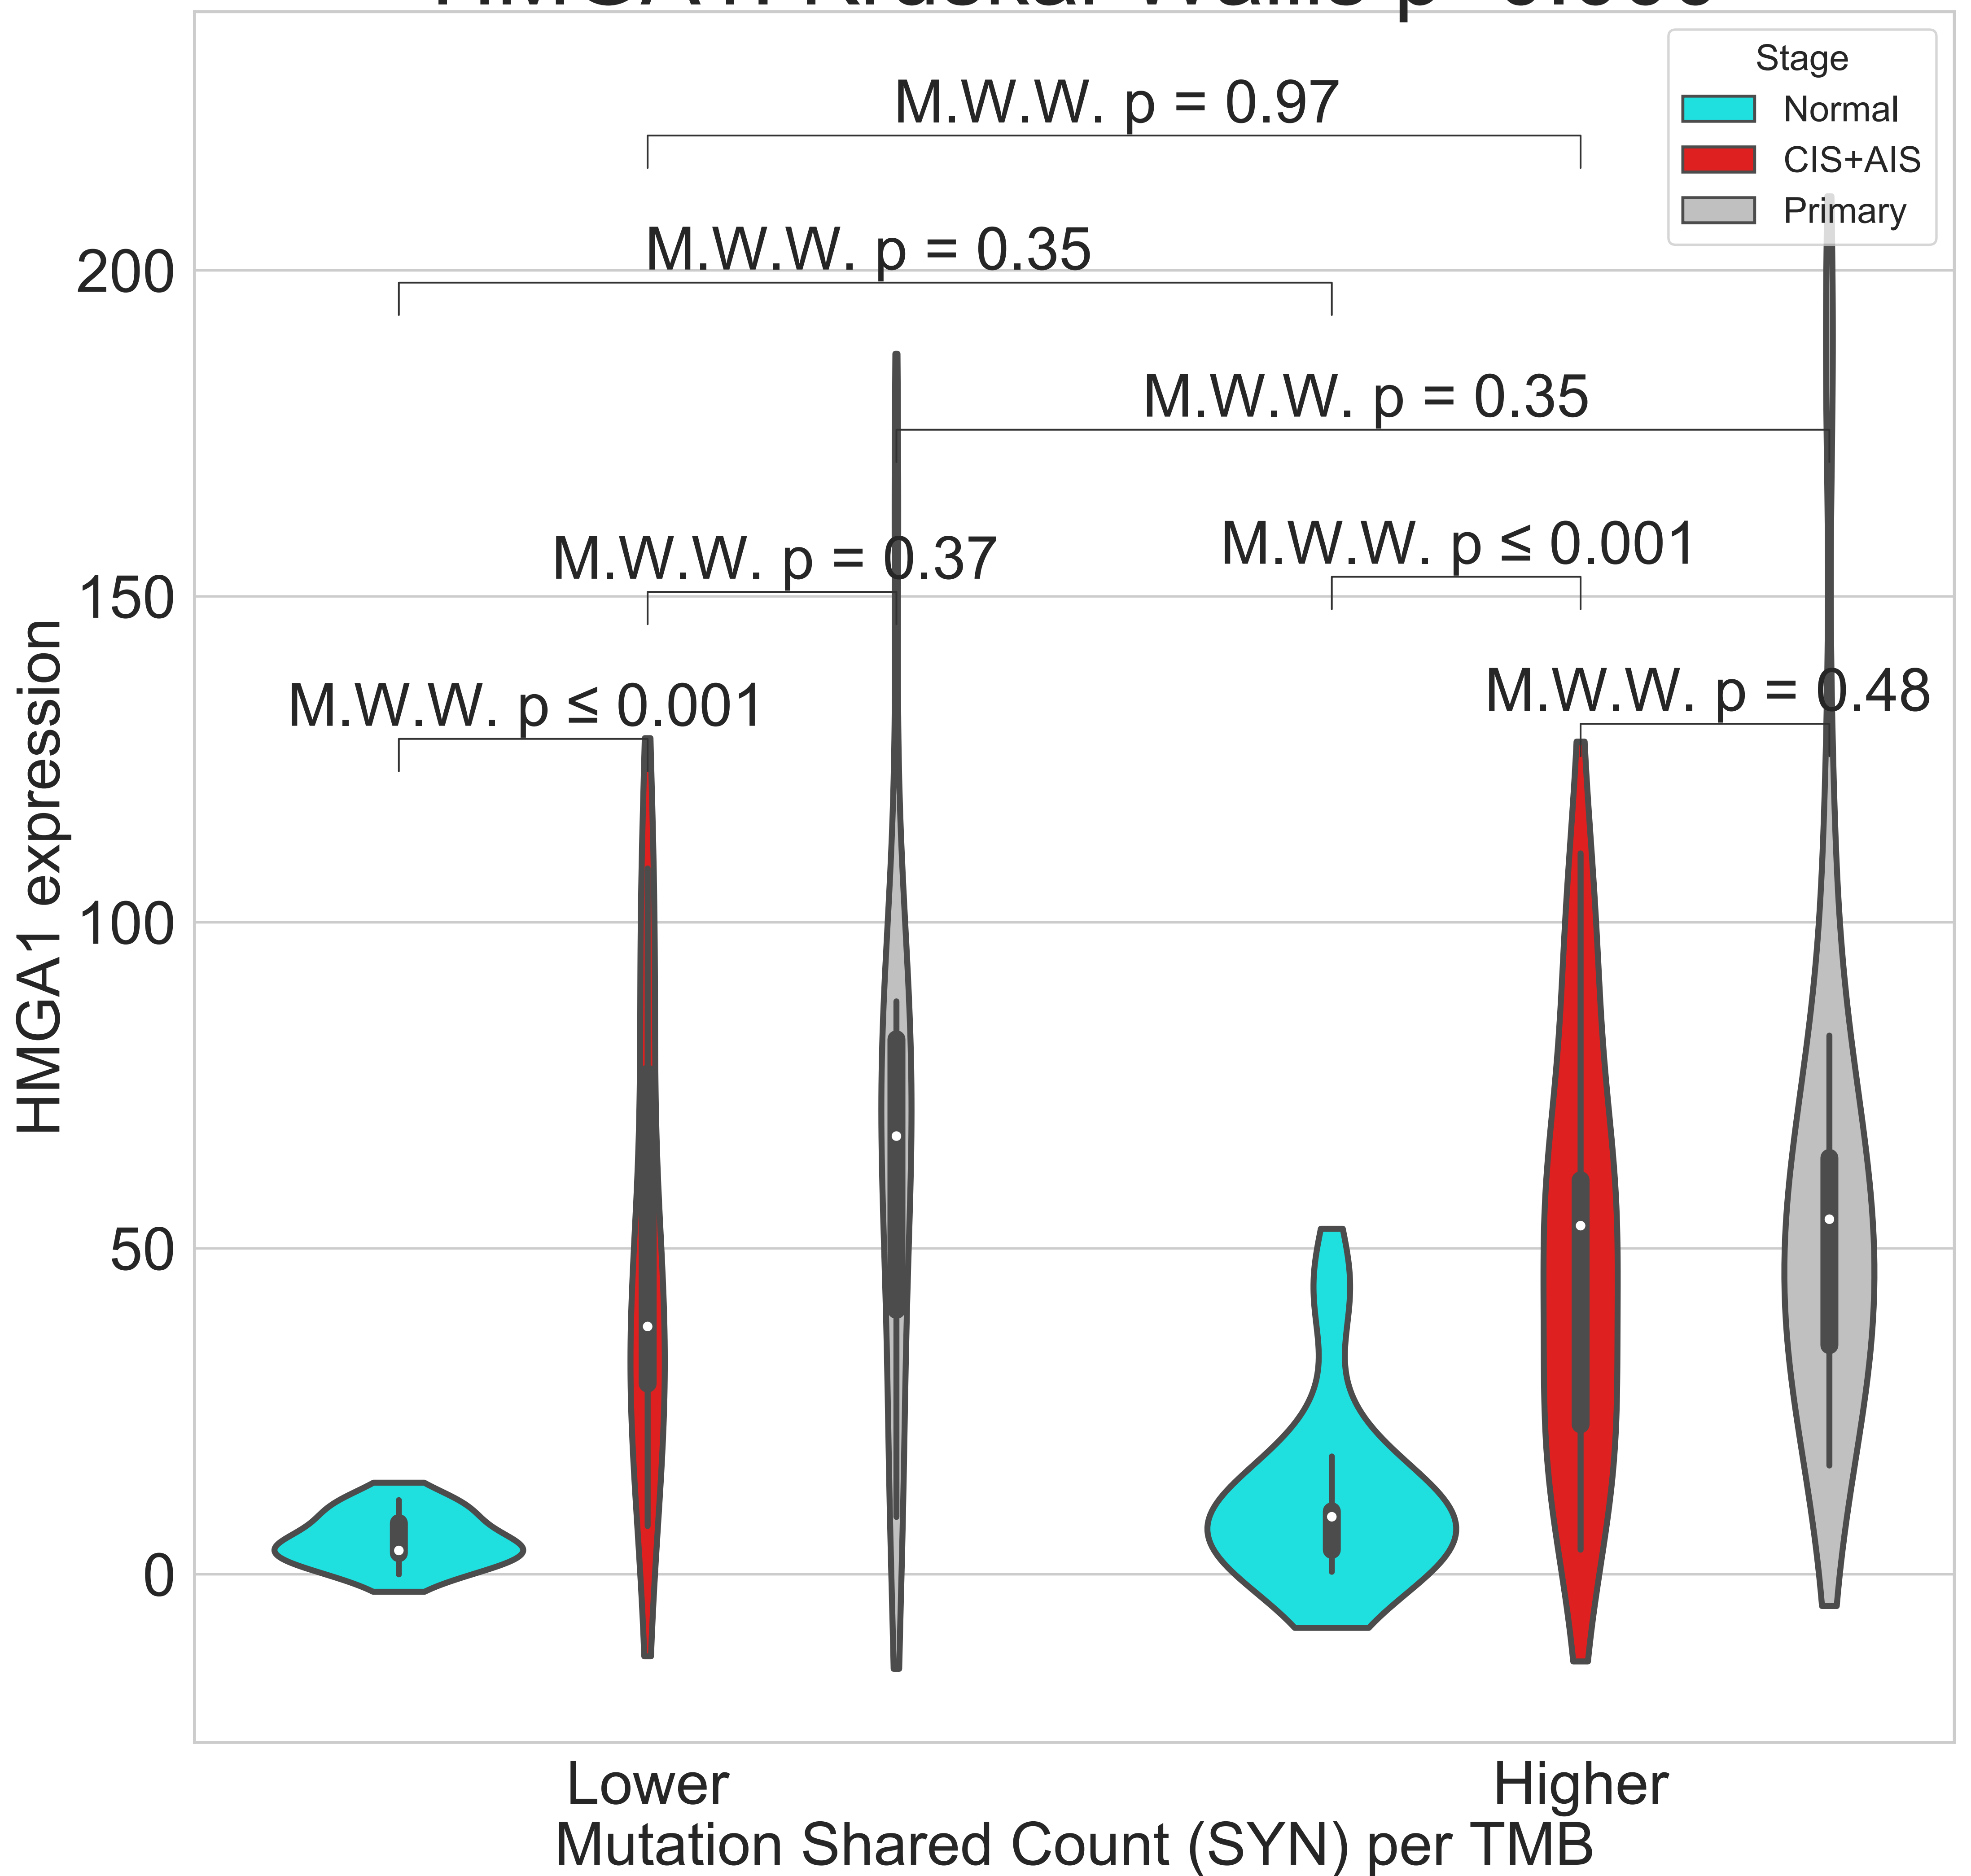 Stage
Normal
CIS+AIS
Primary
M.W.W. p = 0.97
M.W.W. p = 0.35
M.W.W. p = 0.35
M.W.W. p = 0.37
M.W.W. p ≤ 0.001
M.W.W. p ≤ 0.001
M.W.W. p = 0.48
HMGA1 expression
200
150
100
50
0
Lower
Higher
Mutation Shared Count (SYN) per TMB